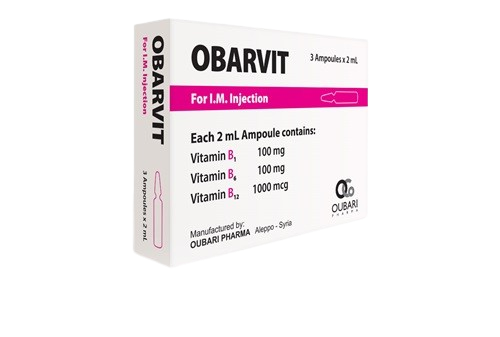 OBARVIT
For I.M. Injection
3 Ampoules x 2 mL
OBARVIT
3 Ampoules x 2 mL
For I.M. Injection
Each 2 mL Ampoule contains:
Vitamin B1 100 mg
Vitamin B6 100 mg
Vitamin B12 1000 mcg
OUBARI
PHARMA
Manufactured by:
OUBARI PHARMA Aleppo - Syria